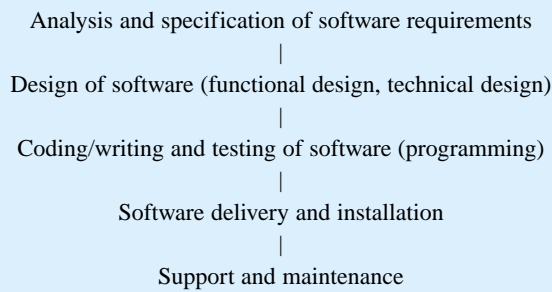 Analysis and specification of software requirements
|
Design of software (functional design, technical design)
|
Coding/writing and testing of software (programming)
|
Software delivery and installation
|
Support and maintenance